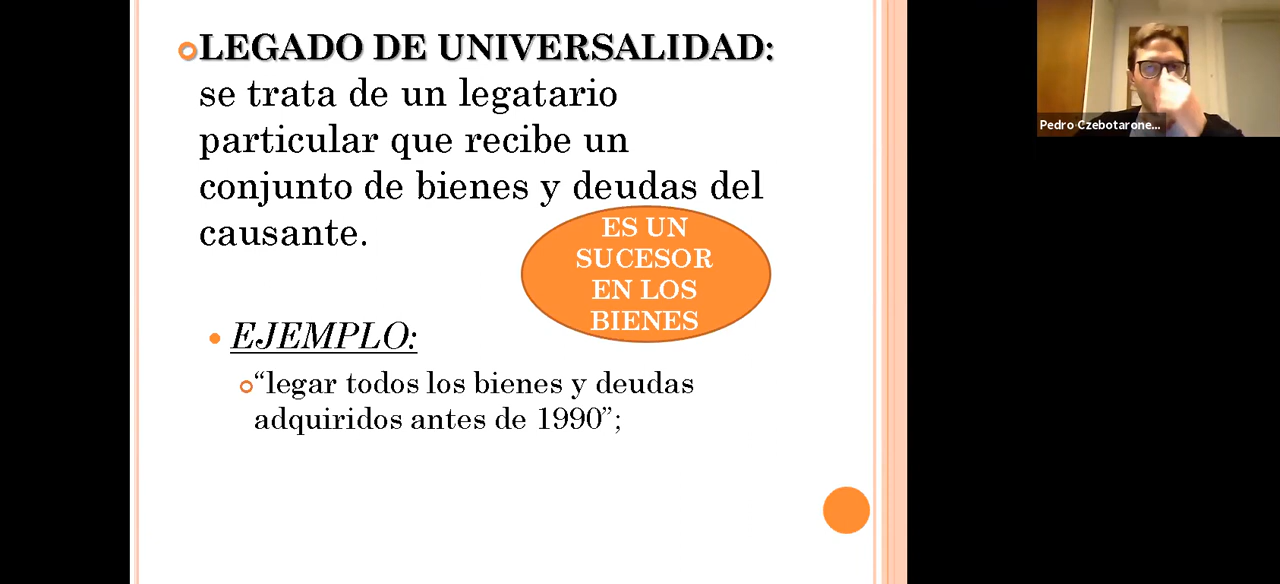 LEGADO DE UNIVERSALIDAD:
se trata de un legatario
particular que recibe un
conjunto de bienes y deudas del
causante.
ES UN
SUCESOR
EN LOS
BIENES
EJEMPLO:
“legar todos los bienes y deudas
adquiridos antes de 1990”;
Pedro Czebotarone...